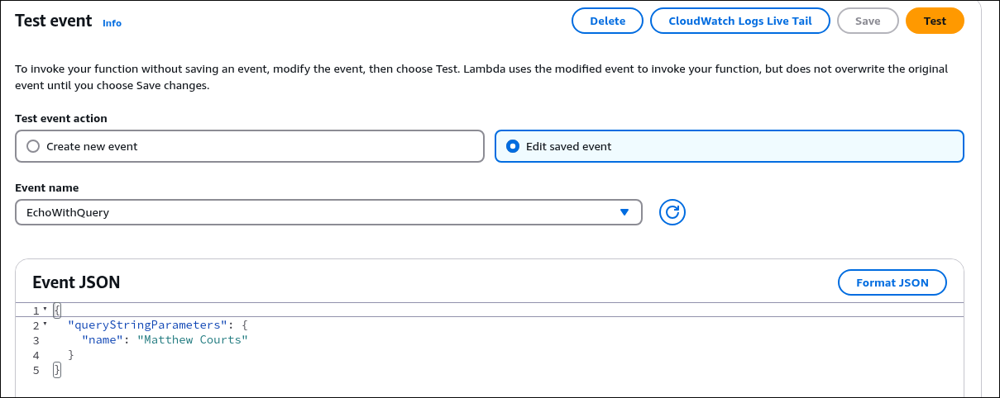 Test event Info Delete CloudWatch Logs Live Tail Save Test
To invoke your function without saving an event, modify the event, then choose Test. Lambda uses the modified event to invoke your function, but does not overwrite the original
event until you choose Save changes.
Test event action
Create new event Edit saved event
Event name
EchoWithQuery
Event JSON Format JSON
1 {
2 "queryStringParameters": {
3 "name": "Matthew Courts"
4 }
5 }